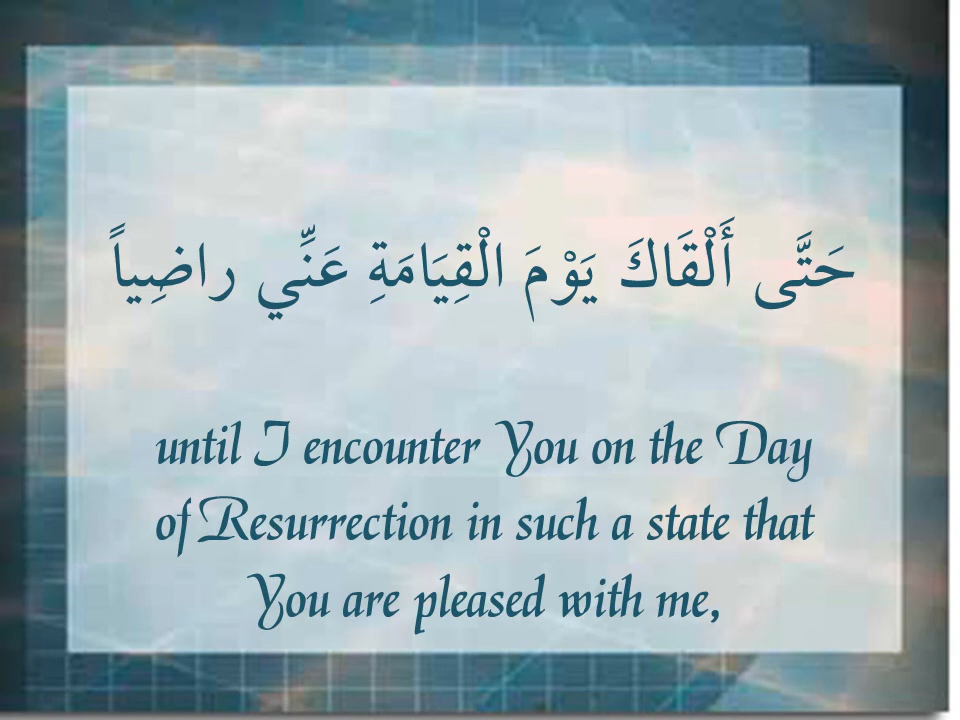 حَتَّى أَلْقَاكَ يَوْمَ الْقِيَامَةِ عَنِّي راضِياً
until I encounter You on the Day
of Resurrection in such a state that
You are pleased with me,